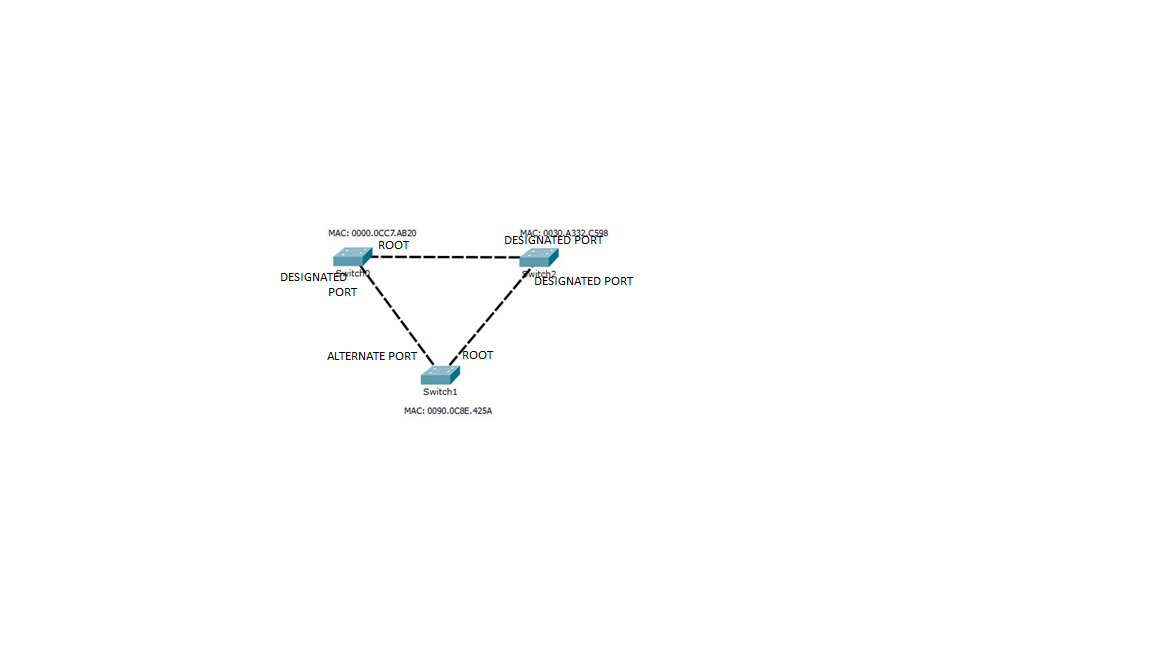 MAC: 0000.0CC7.AB20
MAC: 0030.A332.C598
ROOT
DESIGNATED PORT
Switch0
Switch2
DESIGNATED
PORT
DESIGNATED PORT
ALTERNATE PORT
ROOT
Switch1
MAC: 0090.0C8E.425A